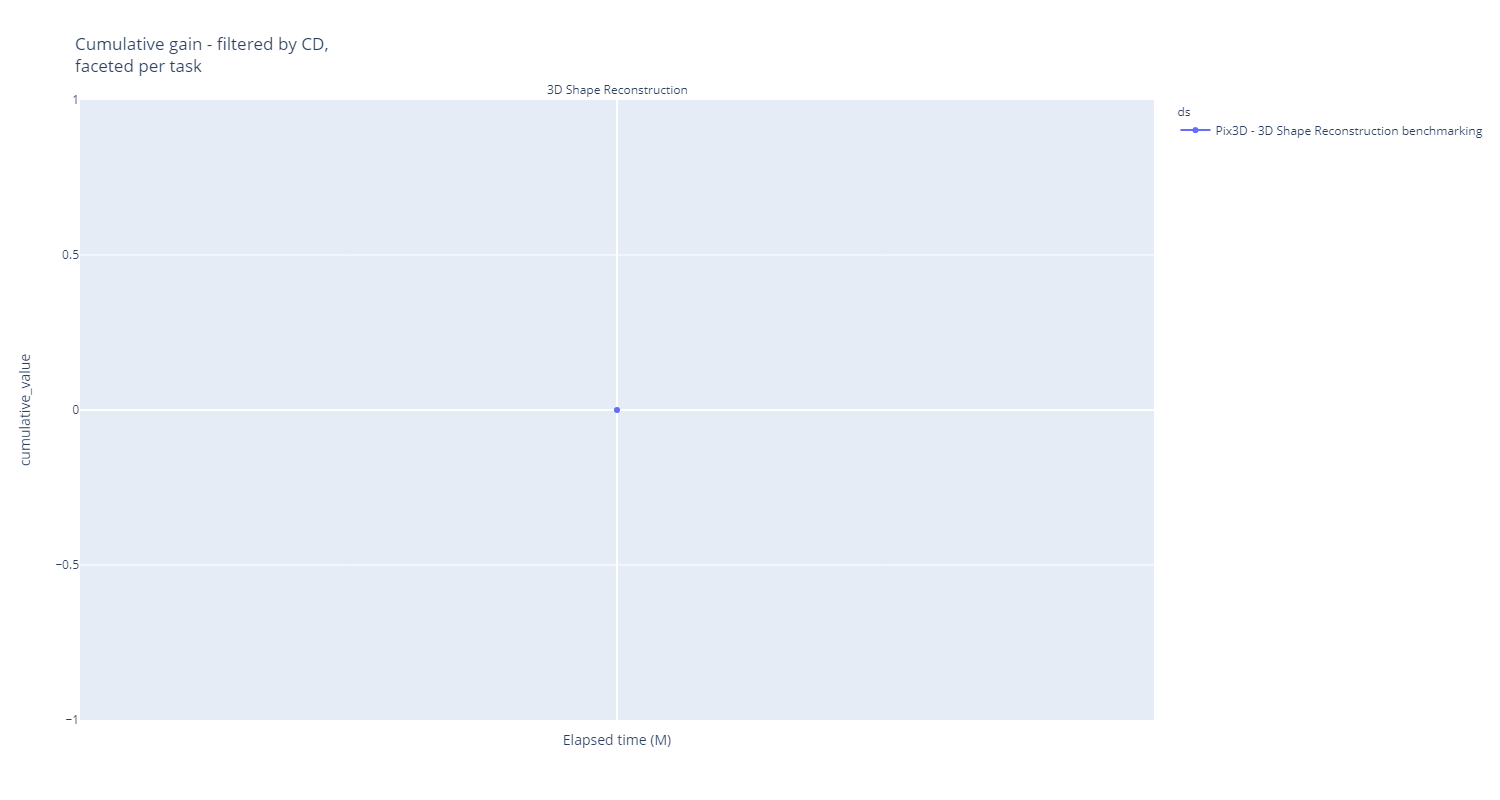 Cumulative gain - filtered by CD,
faceted per task
3D Shape Reconstruction
1
0.5
0
−0.5
−1
cumulative_value
Elapsed time (M)
ds
Pix3D - 3D Shape Reconstruction benchmarking